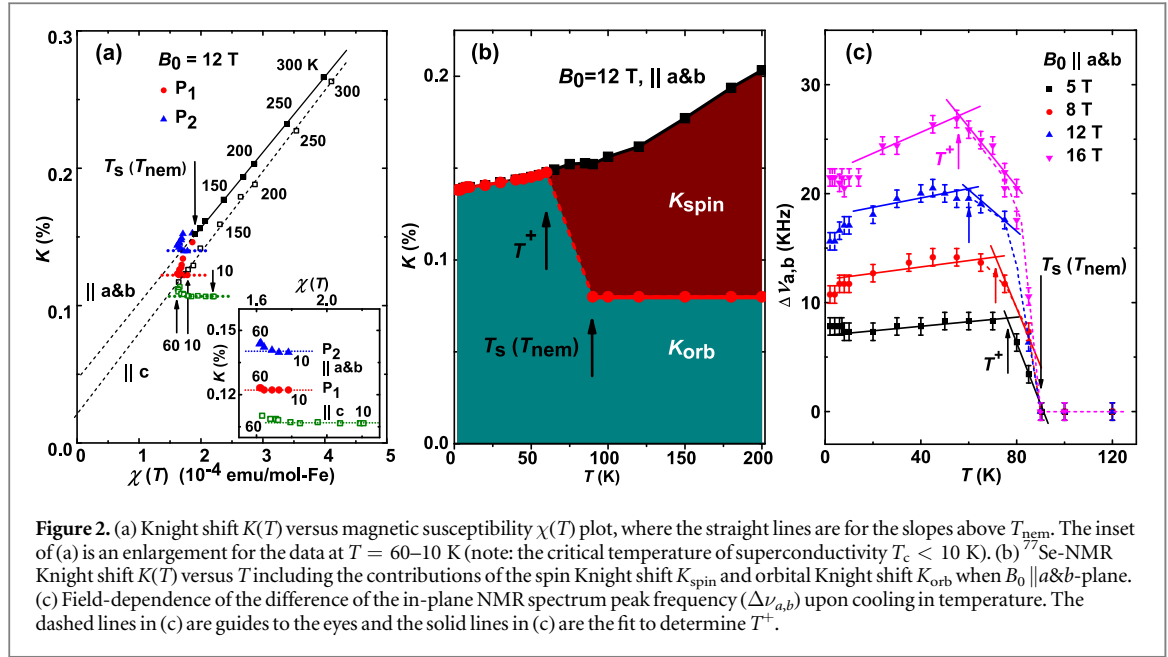 (a)
B0 = 12 T
P1
P2
Ts (Tnem)
300 K
300
250
250
200
200
150
150
10
60
10
|| a&b
|| c
χ(T)
1.6
2.0
0.15
0.12
K (%)
60
P2
10
|| a&b
60
P1
10
|| c
60
10
0.3
0.2
0.1
0.0
K (%)
0
1
2
3
4
5
χ(T) (10-4 emu/mol-Fe)
(b)
B0=12 T, || a&b
Kspin
T+
Ts (Tnem)
Korb
0.2
0.1
0.0
K (%)
0
25
50
75
100
125
150
175
200
T (K)
(c)
B0 || a&b
5 T
8 T
12 T
16 T
T+
Ts (Tnem)
T+
30
20
10
0
Δνa,b (KHz)
0
20
40
60
80
100
120
T (K)
Figure 2. (a) Knight shift K(T) versus magnetic susceptibility χ(T) plot, where the straight lines are for the slopes above Tnem. The inset
of (a) is an enlargement for the data at T = 60–10 K (note: the critical temperature of superconductivity Tc < 10 K). (b) 77Se-NMR
Knight shift K(T) versus T including the contributions of the spin Knight shift Kspin and orbital Knight shift Korb when B0 ||a&b-plane.
(c) Field-dependence of the difference of the in-plane NMR spectrum peak frequency (Δνa,b) upon cooling in temperature. The
dashed lines in (c) are guides to the eyes and the solid lines in (c) are the fit to determine T+.